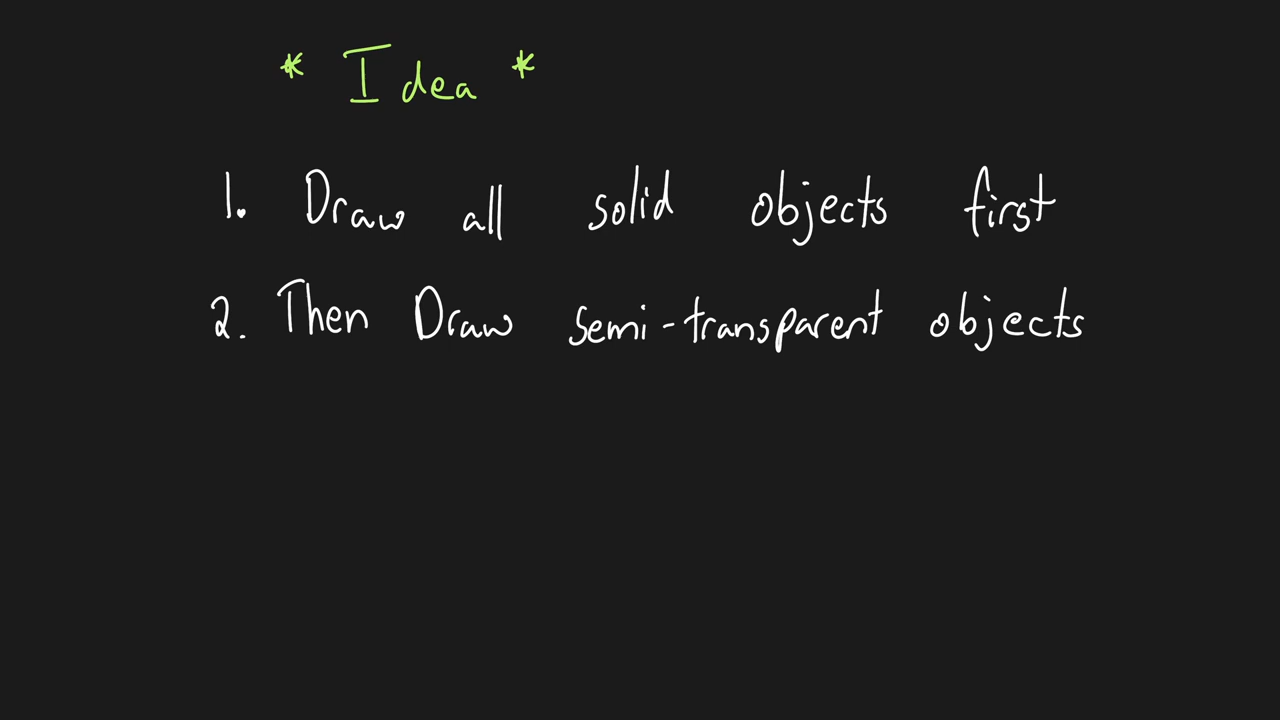 * Idea *
1. Draw all solid objects first
2. Then Draw semi-transparent objects